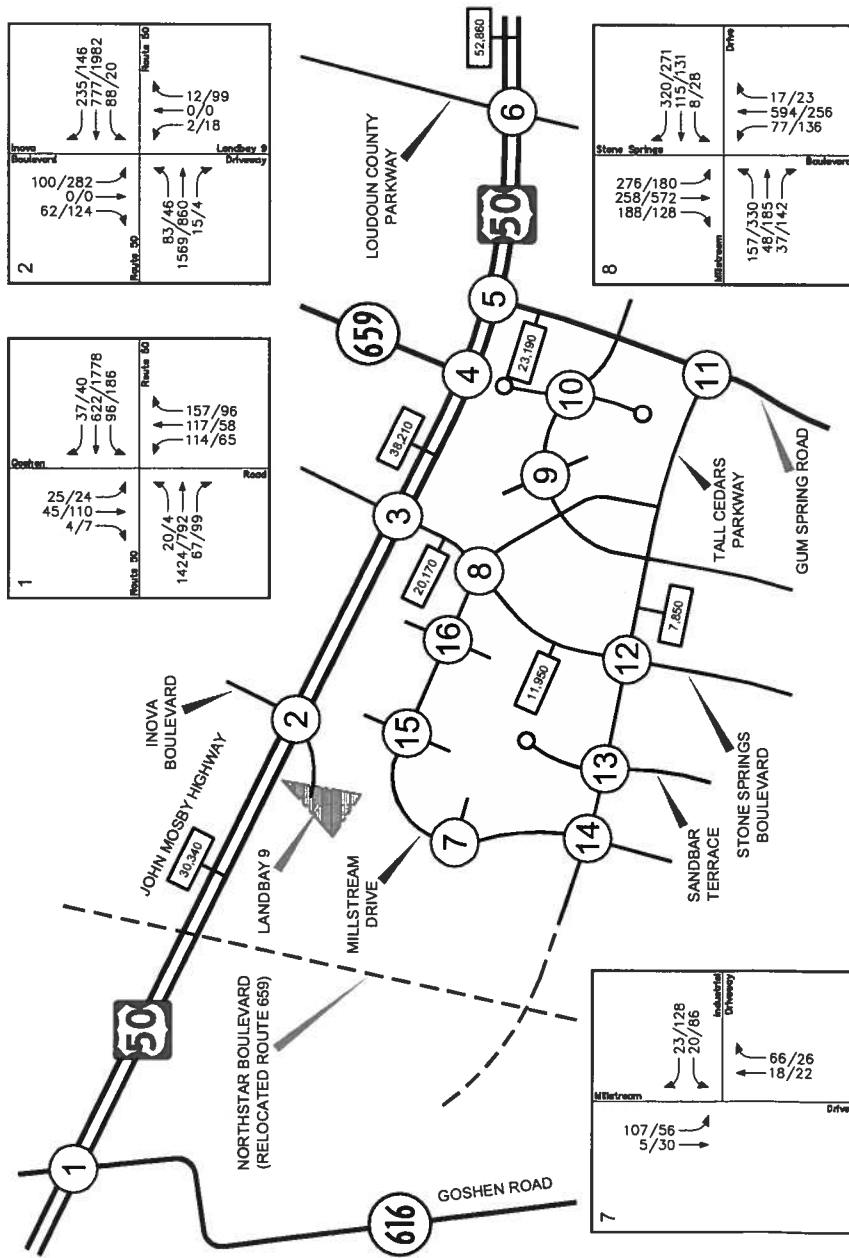 1
Goshen
37/40
622/1778
96/186
Route 50
25/24
45/110
4/7
Route 50
20/4
1424/792
67/99
Road
157/96
117/58
114/65
2
Inova
Boulevard
235/146
777/1982
88/20
Route 50
100/282
0/0
62/124
Route 50
83/46
1569/860
15/4
Landbay 9
Driveway
12/99
0/0
2/18
1
50
616
GOSHEN ROAD
NORTHSTAR BOULEVARD
(RELOCATED ROUTE 659)
JOHN MOSBY HIGHWAY
30,340
LANDBAY 9
INOVA
BOULEVARD
2
MILLSTREAM
DRIVE
7
15
16
14
13
SANDBAR
TERRACE
STONE SPRINGS
BOULEVARD
12
11,950
7,850
8
20,170
3
38,210
4
659
5
23,190
10
9
11
TALL CEDARS
PARKWAY
GUM SPRING ROAD
50
LOUDOUN COUNTY
PARKWAY
6
52,860
7
Millstream
23/128
20/86
Industrial
Driveway
107/56
5/30
66/26
18/22
Drive
8
Stone Springs
320/271
115/131
8/28
Drive
276/180
258/572
188/128
Millstream
157/330
48/185
37/142
Boulevard
17/23
594/256
77/136